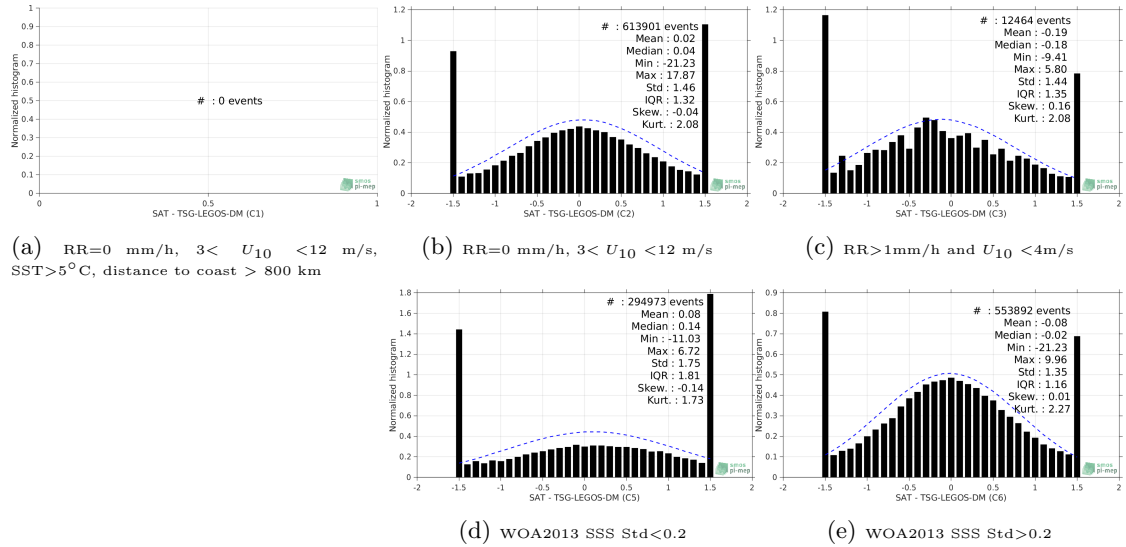 1
0.9
0.8
0.7
0.6
0.5
0.4
0.3
0.2
0.1
0
Normalized histogram
# : 0 events
0 0.5 1
SAT - TSG-LEGOS-DM (C1)
smos
pi-mep
(a) RR=0 mm/h, 3< U10 <12 m/s,
SST>5°C, distance to coast > 800 km
1.2
1
0.8
0.6
0.4
0.2
0
Normalized histogram
# : 613901 events
Mean : 0.02
Median : 0.04
Min : -21.23
Max : 17.87
Std : 1.46
IQR : 1.32
Skew. : -0.04
Kurt. : 2.08
-2 -1.5 -1 -0.5 0 0.5 1 1.5 2
SAT - TSG-LEGOS-DM (C2)
smos
pi-mep
(b) RR=0 mm/h, 3< U10 <12 m/s
1.2
1
0.8
0.6
0.4
0.2
0
Normalized histogram
# : 12464 events
Mean : -0.19
Median : -0.18
Min : -9.41
Max : 5.80
Std : 1.44
IQR : 1.35
Skew. : 0.16
Kurt. : 2.08
-2 -1.5 -1 -0.5 0 0.5 1 1.5 2
SAT - TSG-LEGOS-DM (C3)
smos
pi-mep
(c) RR>1mm/h and U10 <4m/s
1.8
1.6
1.4
1.2
1
0.8
0.6
0.4
0.2
0
Normalized histogram
# : 294973 events
Mean : 0.08
Median : 0.14
Min : -11.03
Max : 6.72
Std : 1.75
IQR : 1.81
Skew. : -0.14
Kurt. : 1.73
-2 -1.5 -1 -0.5 0 0.5 1 1.5 2
SAT - TSG-LEGOS-DM (C5)
smos
pi-mep
(d) WOA2013 SSS Std<0.2
0.9
0.8
0.7
0.6
0.5
0.4
0.3
0.2
0.1
0
Normalized histogram
# : 553892 events
Mean : -0.08
Median : -0.02
Min : -21.23
Max : 9.96
Std : 1.35
IQR : 1.16
Skew. : 0.01
Kurt. : 2.27
-2 -1.5 -1 -0.5 0 0.5 1 1.5 2
SAT - TSG-LEGOS-DM (C6)
smos
pi-mep
(e) WOA2013 SSS Std>0.2